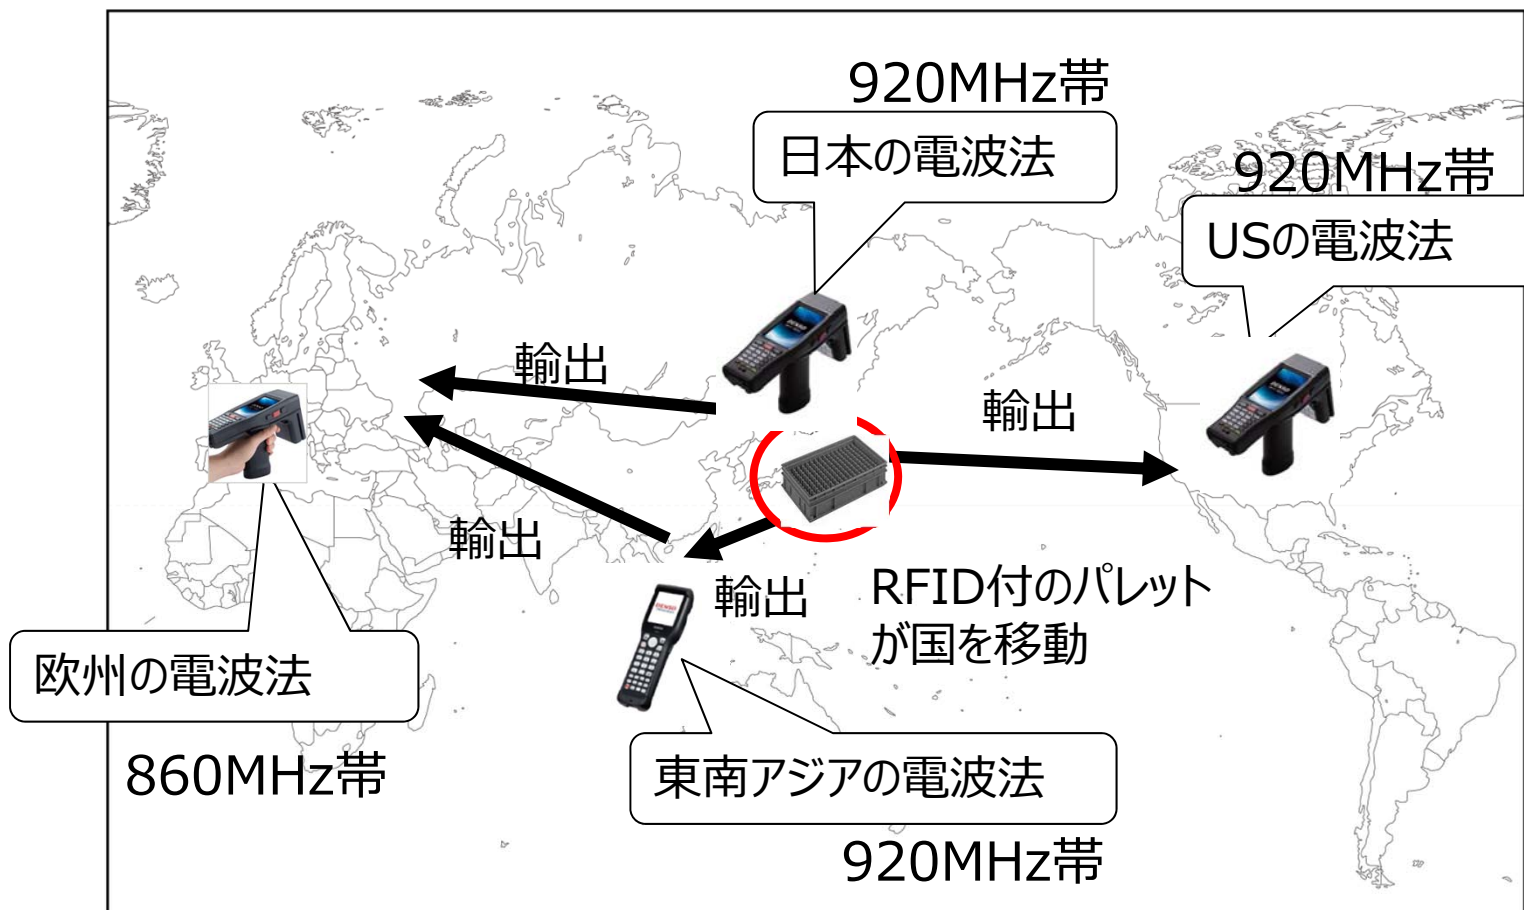 920MHz帯
日本の電波法
920MHz帯
USの電波法
輸出
輸出
輸出
輸出
RFID付のパレット
が国を移動
欧州の電波法
860MHz帯
東南アジアの電波法
920MHz帯
DENSO